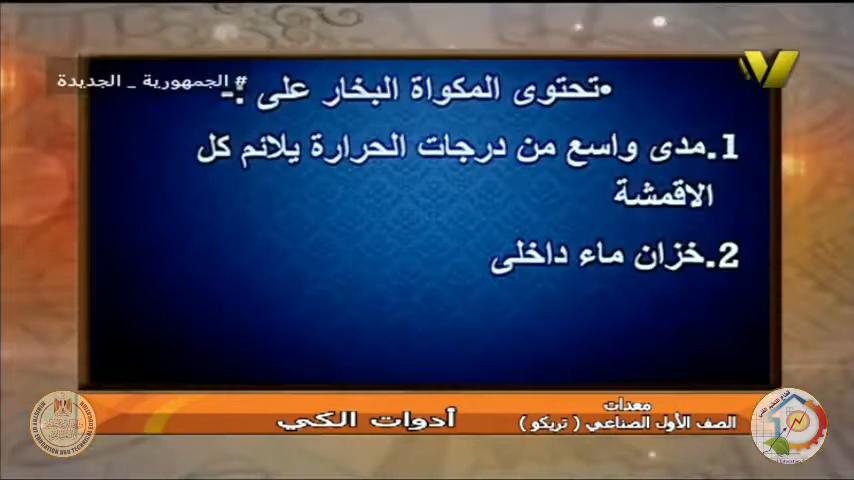 #الجمهورية _ الجديدة
•تحتوى المكواة البخار على :-
1.مدى واسع من درجات الحرارة يلائم كل
الاقمشة
2.خزان ماء داخلى
معدات
الصف الأول الصناعي ( تريكو )
أدوات الكي